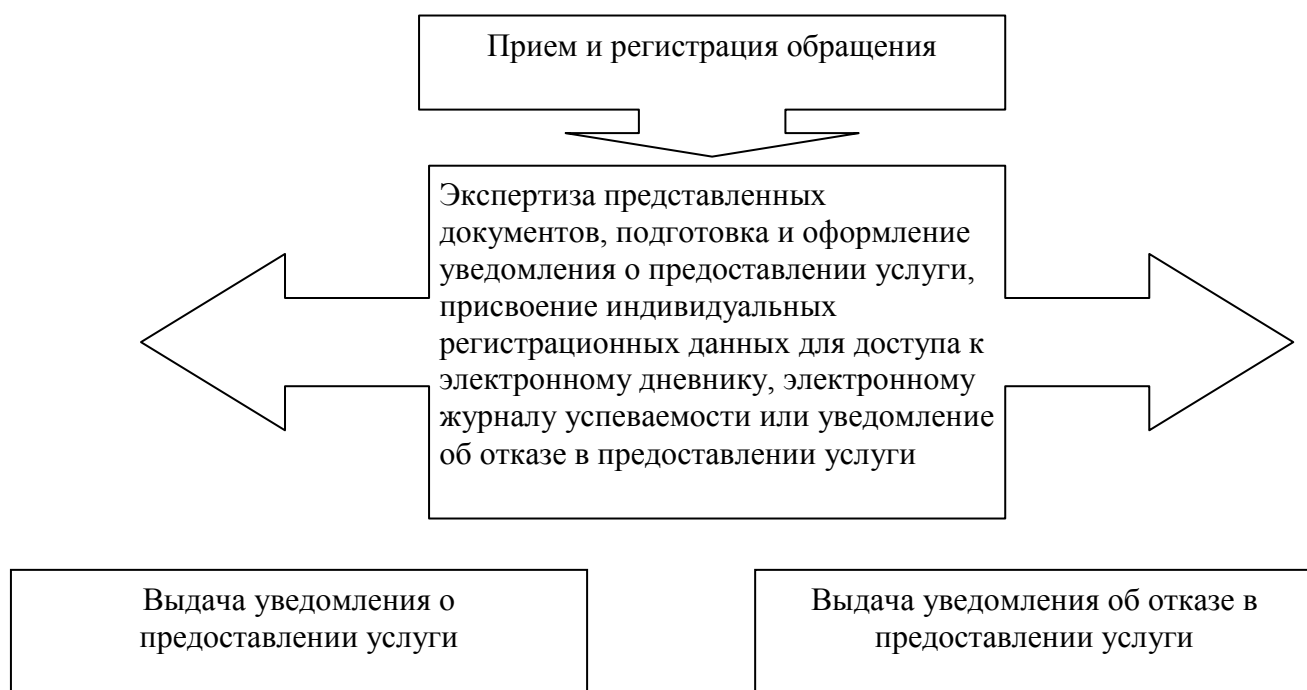 Прием и регистрация обращения
Экспертиза представленных
документов, подготовка и оформление
уведомления о предоставлении услуги,
присвоение индивидуальных
регистрационных данных для доступа к
электронному дневнику, электронному
журналу успеваемости или уведомление
об отказе в предоставлении услуги
Выдача уведомления о
предоставлении услуги
Выдача уведомления об отказе в
предоставлении услуги